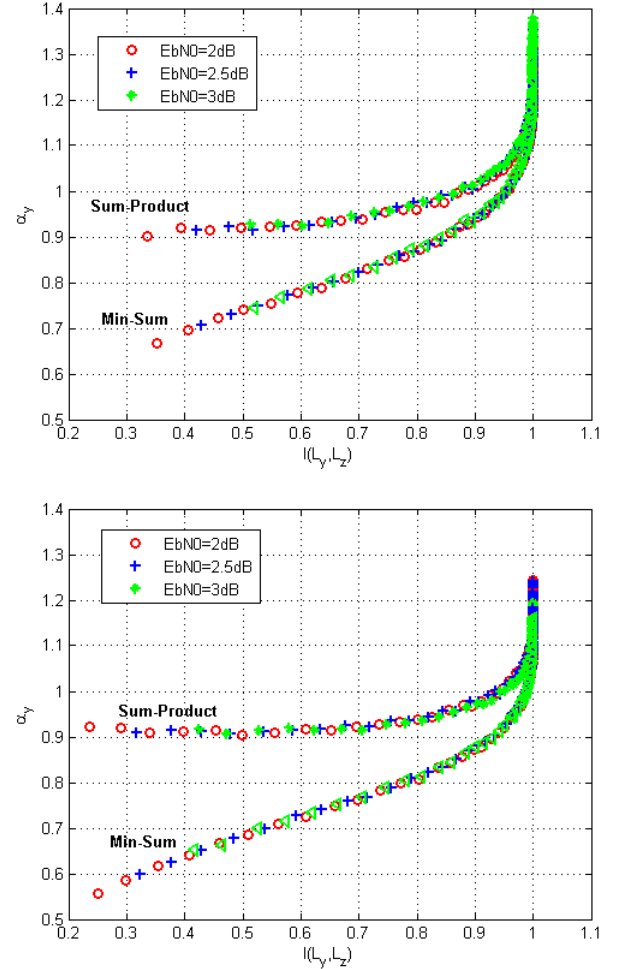 1.4
1.3
1.2
1.1
1
0.9
0.8
0.7
0.6
0.5
α_y
EbN0=2dB
EbN0=2.5dB
EbN0=3dB
Sum-Product
Min-Sum
0.2 0.3 0.4 0.5 0.6 0.7 0.8 0.9 1 1.1
I(L_y,L_z)
1.4
1.3
1.2
1.1
1
0.9
0.8
0.7
0.6
0.5
α_y
EbN0=2dB
EbN0=2.5dB
EbN0=3dB
Sum-Product
Min-Sum
0.2 0.3 0.4 0.5 0.6 0.7 0.8 0.9 1 1.1
I(L_y,L_z)